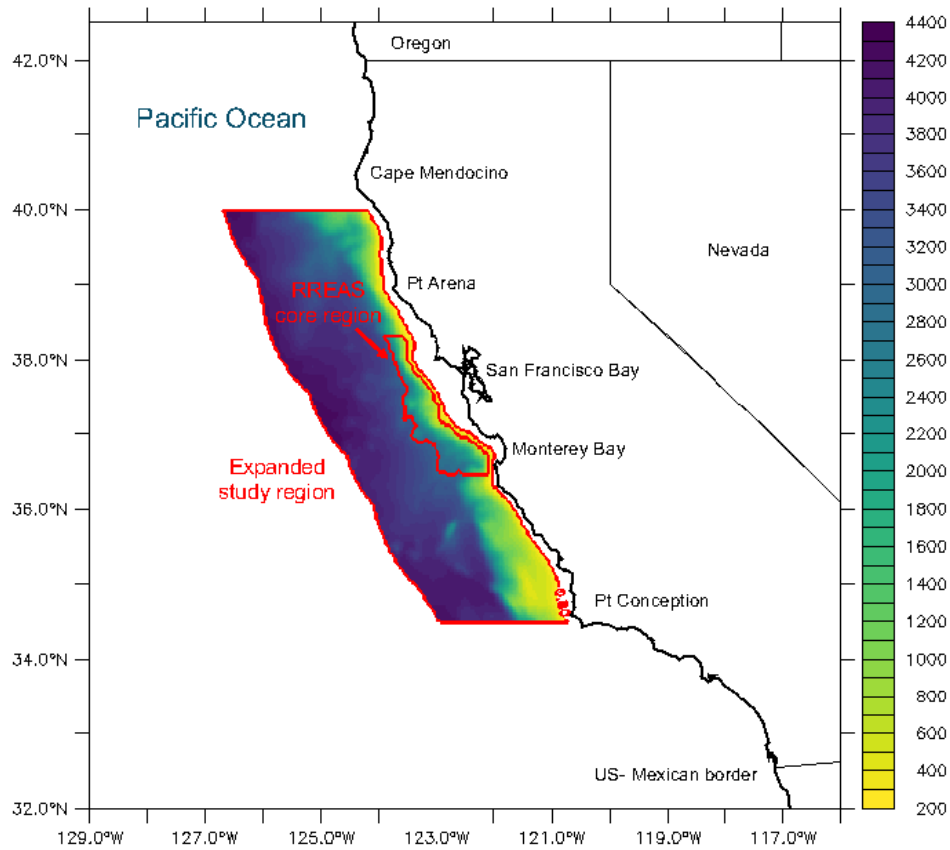 42.0°N
40.0°N
38.0°N
36.0°N
34.0°N
32.0°N
129.0°W
127.0°W
125.0°W
123.0°W
121.0°W
119.0°W
117.0°W
Oregon
Pacific Ocean
Cape Mendocino
Nevada
Pt Arena
RREAS
core region
San Francisco Bay
Monterey Bay
Expanded
study region
Pt Conception
US- Mexican border
4400
4200
4000
3800
3600
3400
3200
3000
2800
2600
2400
2200
2000
1800
1600
1400
1200
1000
800
600
400
200